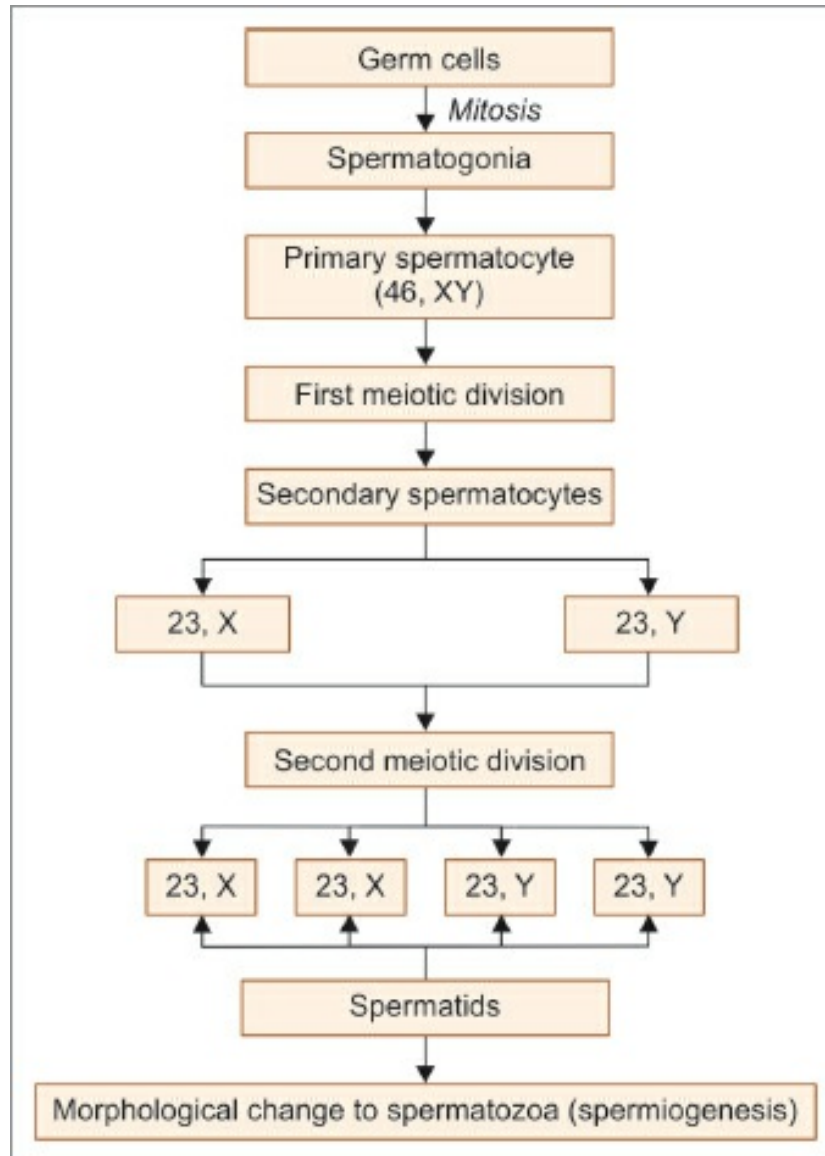 Germ cells
Mitosis
Spermatogonia
Primary spermatocyte
(46, XY)
First meiotic division
Secondary spermatocytes
23, X
23, Y
Second meiotic division
23, X
23, X
23, Y
23, Y
Spermatids
Morphological change to spermatozoa (spermiogenesis)